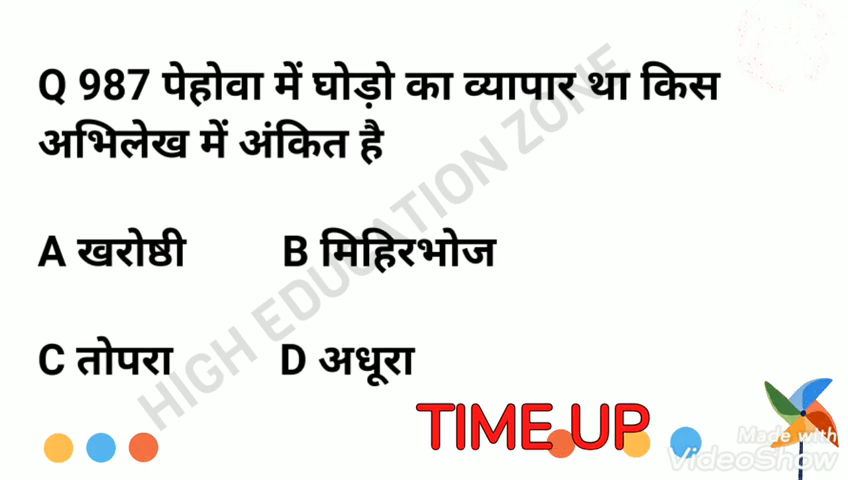 Q 987 पेहोवा में घोड़ो का व्यापार था किस
अभिलेख में अंकित है
A खरोष्ठी B मिहिरभोज
C तोपरा D अधूरा
HIGH EDUCATION ZONE
TIME UP
Made with
VideoShow